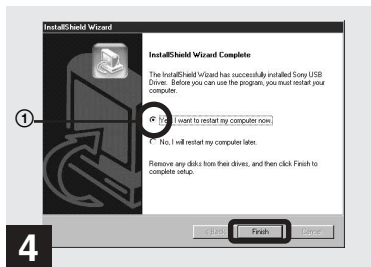 InstallShield Wizard
InstallShield Wizard Complete
The InstallShield Wizard has successfully installed Sony USB
Driver. Before you can use the program, you must restart your
computer.
1
Yes, I want to restart my computer now.
No, I will restart my computer later.
Remove any disks from their drives, and then click Finish to
complete setup.
< Back
Finish
Cancel
4